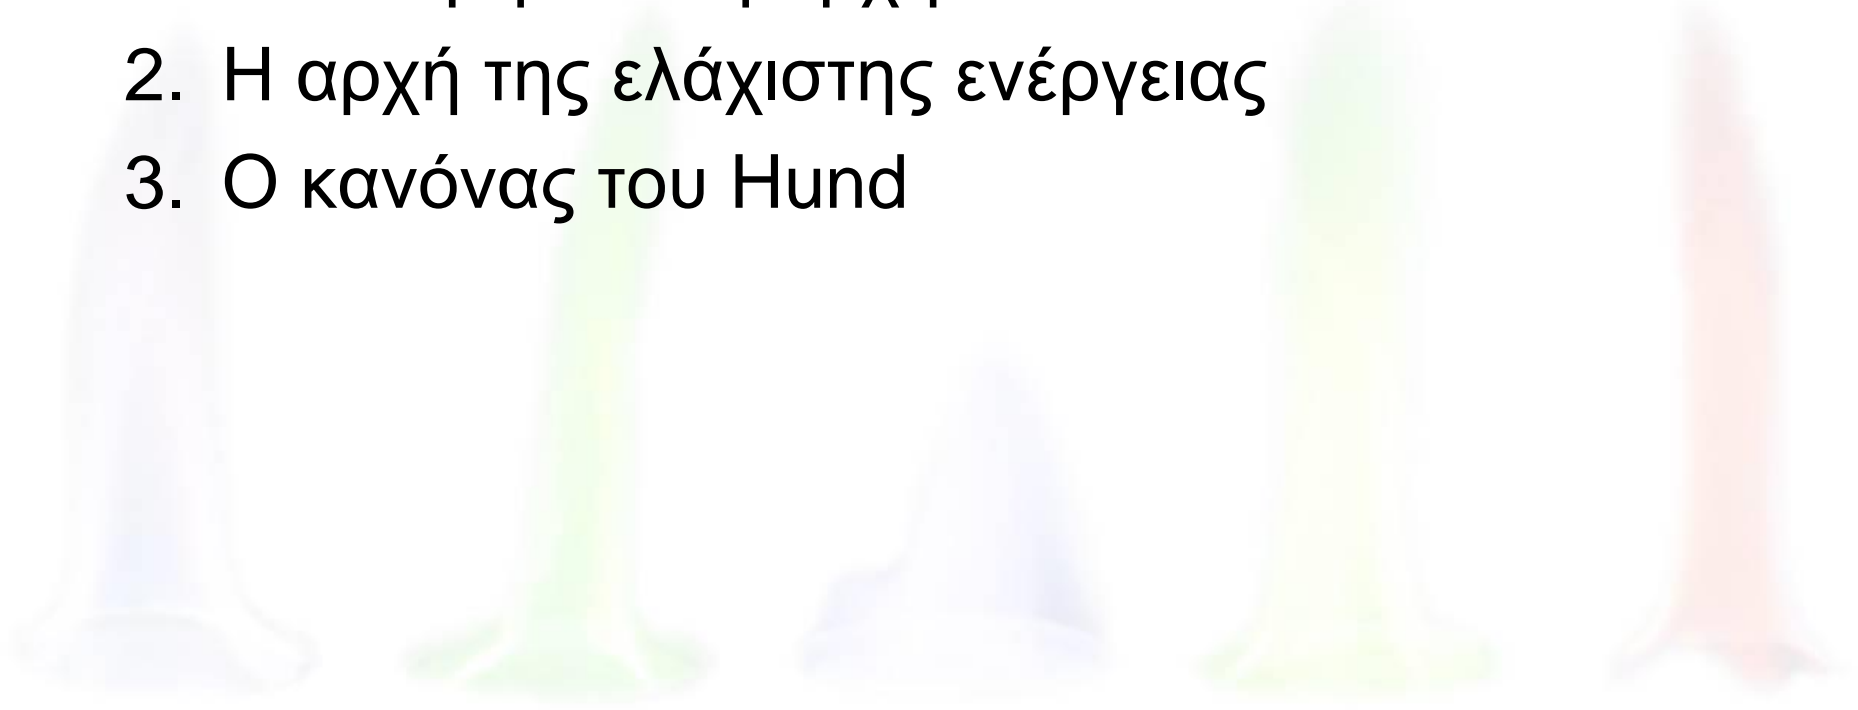 2. Η αρχή της ελάχιστης ενέργειας
3. Ο κανόνας του Hund